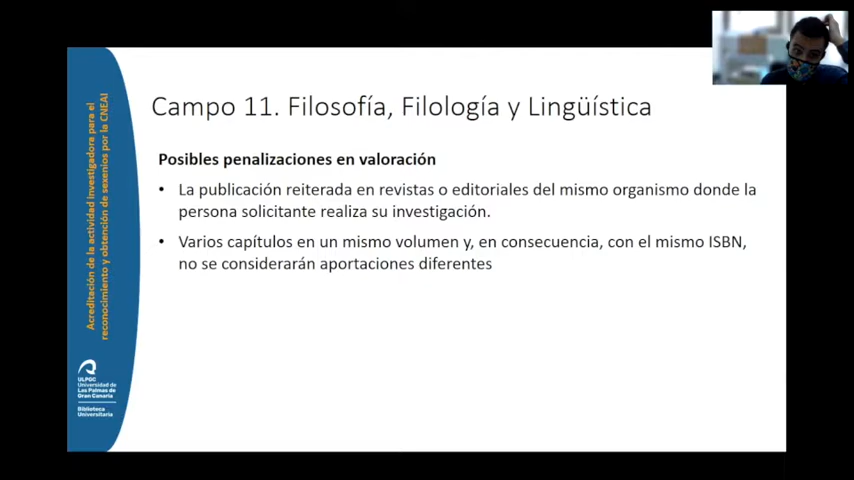 Campo 11. Filosofía, Filología y Lingüística
Posibles penalizaciones en valoración
• La publicación reiterada en revistas o editoriales del mismo organismo donde la
persona solicitante realiza su investigación.
• Varios capítulos en un mismo volumen y, en consecuencia, con el mismo ISBN,
no se considerarán aportaciones diferentes
Acreditación de la actividad investigadora para el
reconocimiento y obtención de sexenios por la CNEAI
ULPGC
Universidad de
Las Palmas de
Gran Canaria
Biblioteca
Universitaria